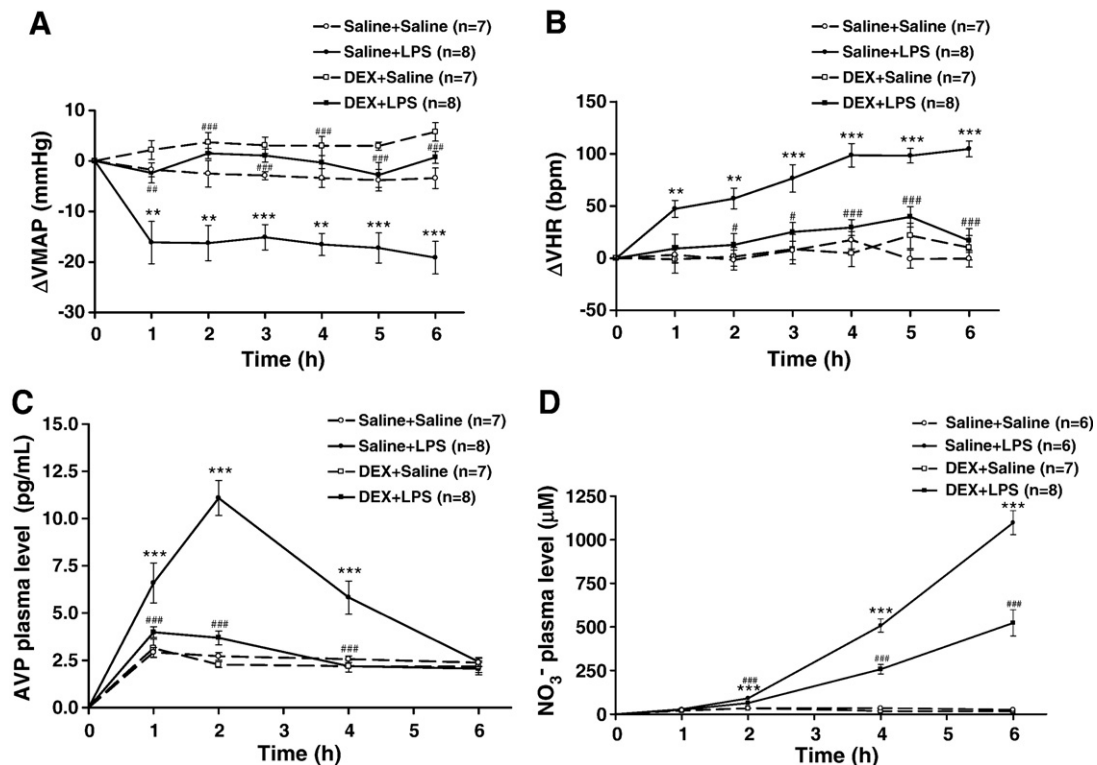 A
Saline+Saline (n=7)
Saline+LPS (n=8)
DEX+Saline (n=7)
DEX+LPS (n=8)
ΔVMAP (mmHg)
10
0
-10
-20
-30
###
###
##
###
###
###
**
**
***
**
***
***
0 1 2 3 4 5 6
Time (h)
B
Saline+Saline (n=7)
Saline+LPS (n=8)
DEX+Saline (n=7)
DEX+LPS (n=8)
ΔVHR (bpm)
150
100
50
0
-50
**
**
***
***
***
***
#
#
###
###
###
0 1 2 3 4 5 6
Time (h)
C
Saline+Saline (n=7)
Saline+LPS (n=8)
DEX+Saline (n=7)
DEX+LPS (n=8)
AVP plasma level (pg/mL)
15.0
12.5
10.0
7.5
5.0
2.5
0.0
***
***
***
###
###
###
0 1 2 3 4 5 6
Time (h)
D
Saline+Saline (n=6)
Saline+LPS (n=6)
DEX+Saline (n=7)
DEX+LPS (n=8)
NO3- plasma level (μM)
1250
1000
750
500
250
0
***
***
###
###
###
***
0 1 2 3 4 5 6
Time (h)